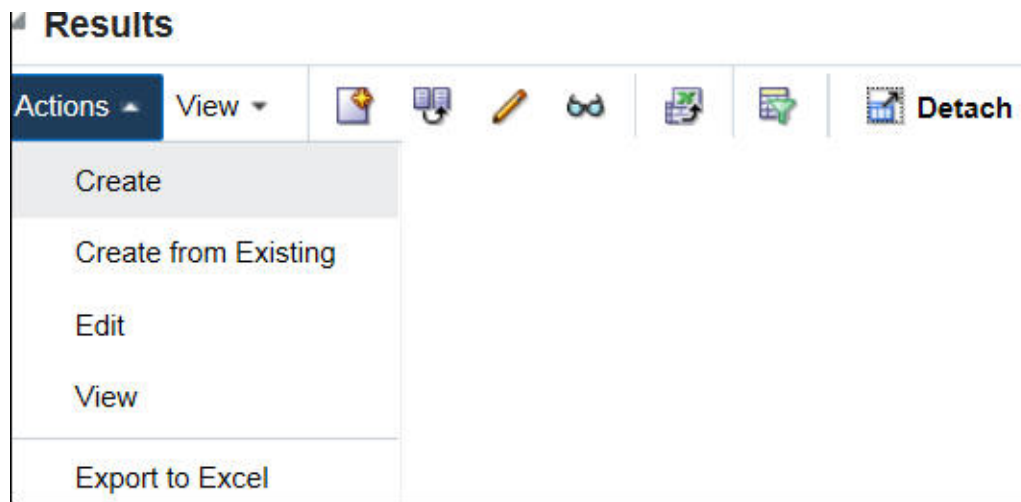 Results
Actions View Detach
Create
Create from Existing
Edit
View
Export to Excel